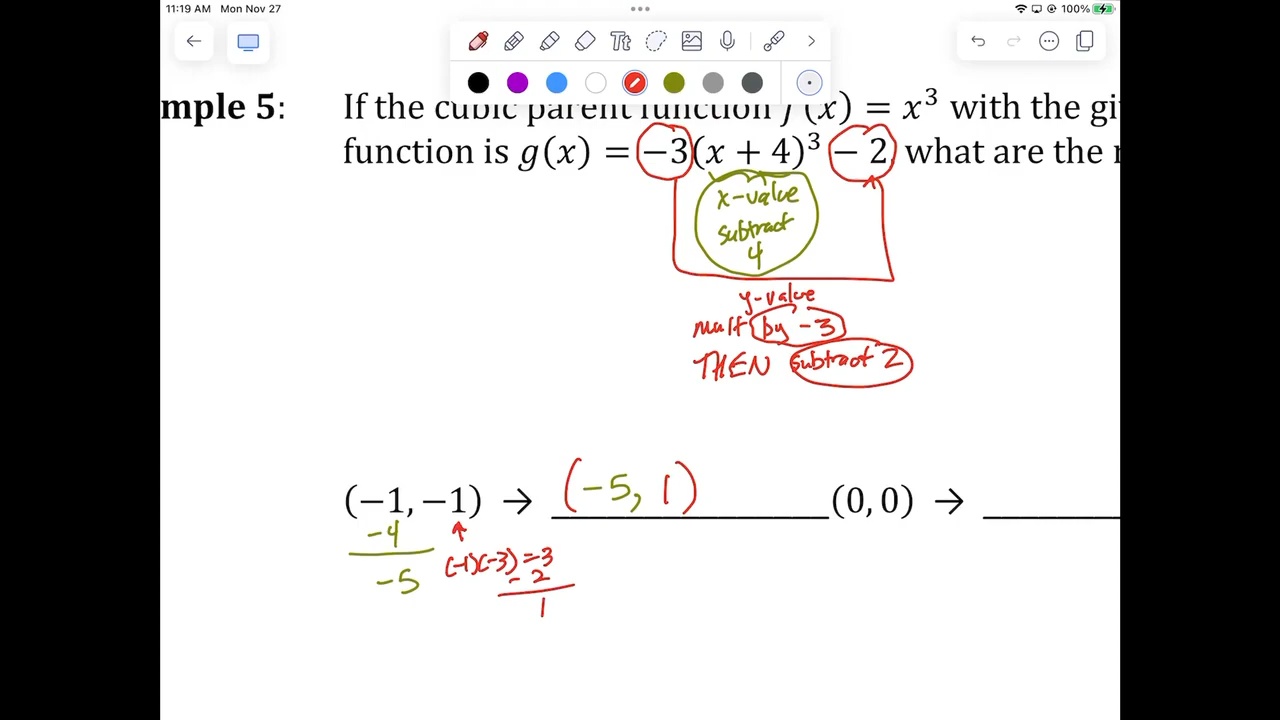 11:19 AM Mon Nov 27
100%
Tt
mple 5: If the cubic parent function f(x) = x³ with the gi
function is g(x) = −3(x + 4)³ − 2, what are the
x-value
subtract
4
y-value
mult by -3
THEN subtract 2
(−1, −1) → (-5, 1) (0, 0) →
-4
(-1)(-3) = 3
-5
- 2
1